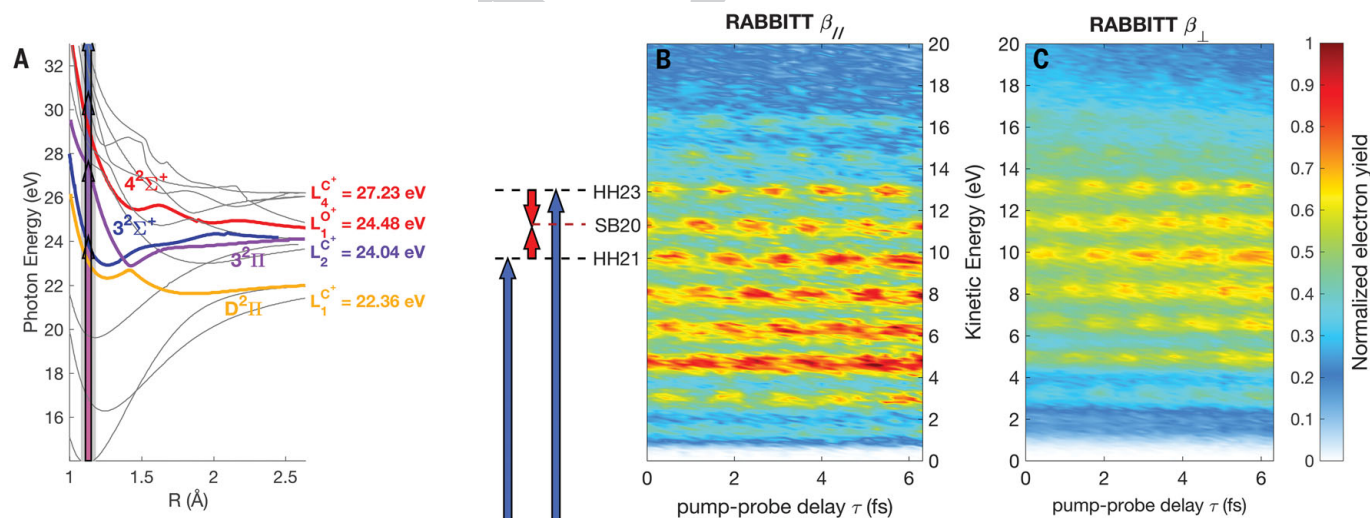 A
Photon Energy (eV)
32
30
28
26
24
22
20
18
16
1
1.5
2
2.5
R (Å)
4²Σ⁺
3²Σ⁺
3²Π
D²Π
L₄^C⁺ = 27.23 eV
L₁^O⁺ = 24.48 eV
L₂^C⁺ = 24.04 eV
L₁^C⁺ = 22.36 eV
HH23
SB20
HH21
RABBITT β//
B
20
18
16
14
12
10
8
6
4
2
0
0
2
4
6
pump-probe delay τ (fs)
RABBITT β⊥
C
Kinetic Energy (eV)
20
18
16
14
12
10
8
6
4
2
0
0
2
4
6
pump-probe delay τ (fs)
1
0.9
0.8
0.7
0.6
0.5
0.4
0.3
0.2
0.1
0
Normalized electron yield